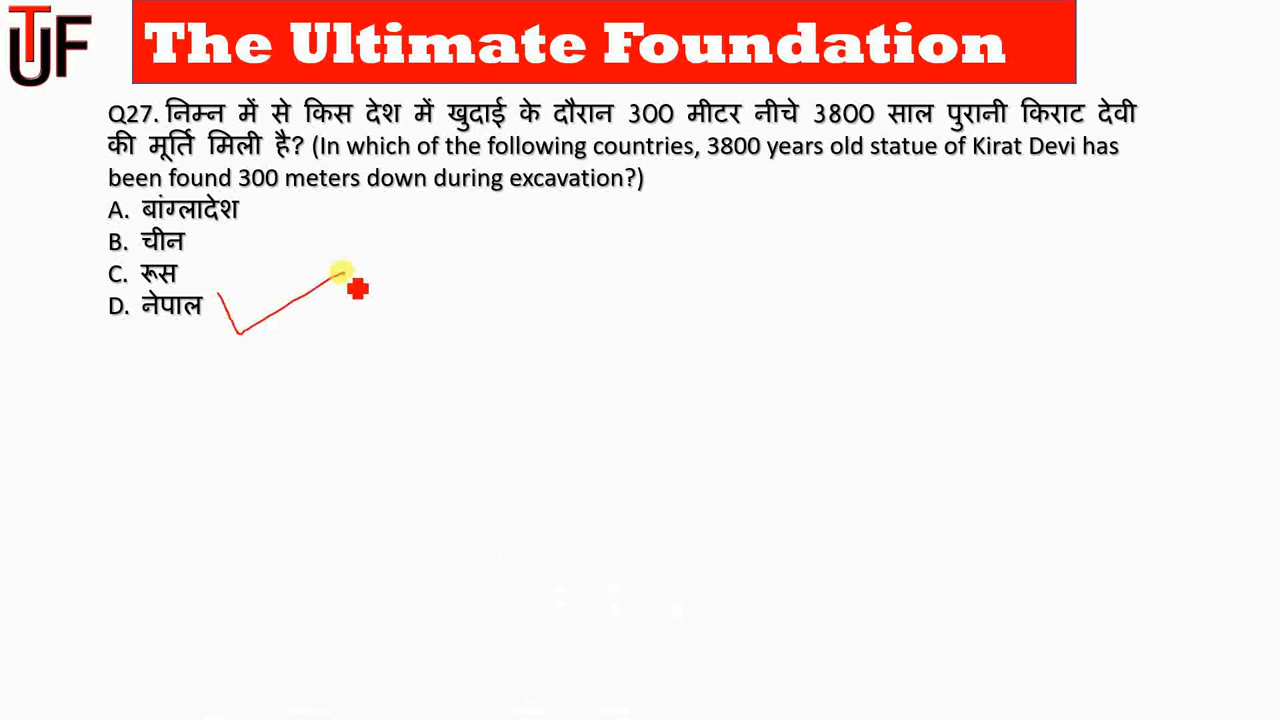 TUF
The Ultimate Foundation
Q27. निम्न में से किस देश में खुदाई के दौरान 300 मीटर नीचे 3800 साल पुरानी किराट देवी
की मूर्ति मिली है? (In which of the following countries, 3800 years old statue of Kirat Devi has
been found 300 meters down during excavation?)
A. बांग्लादेश
B. चीन
C. रूस
D. नेपाल